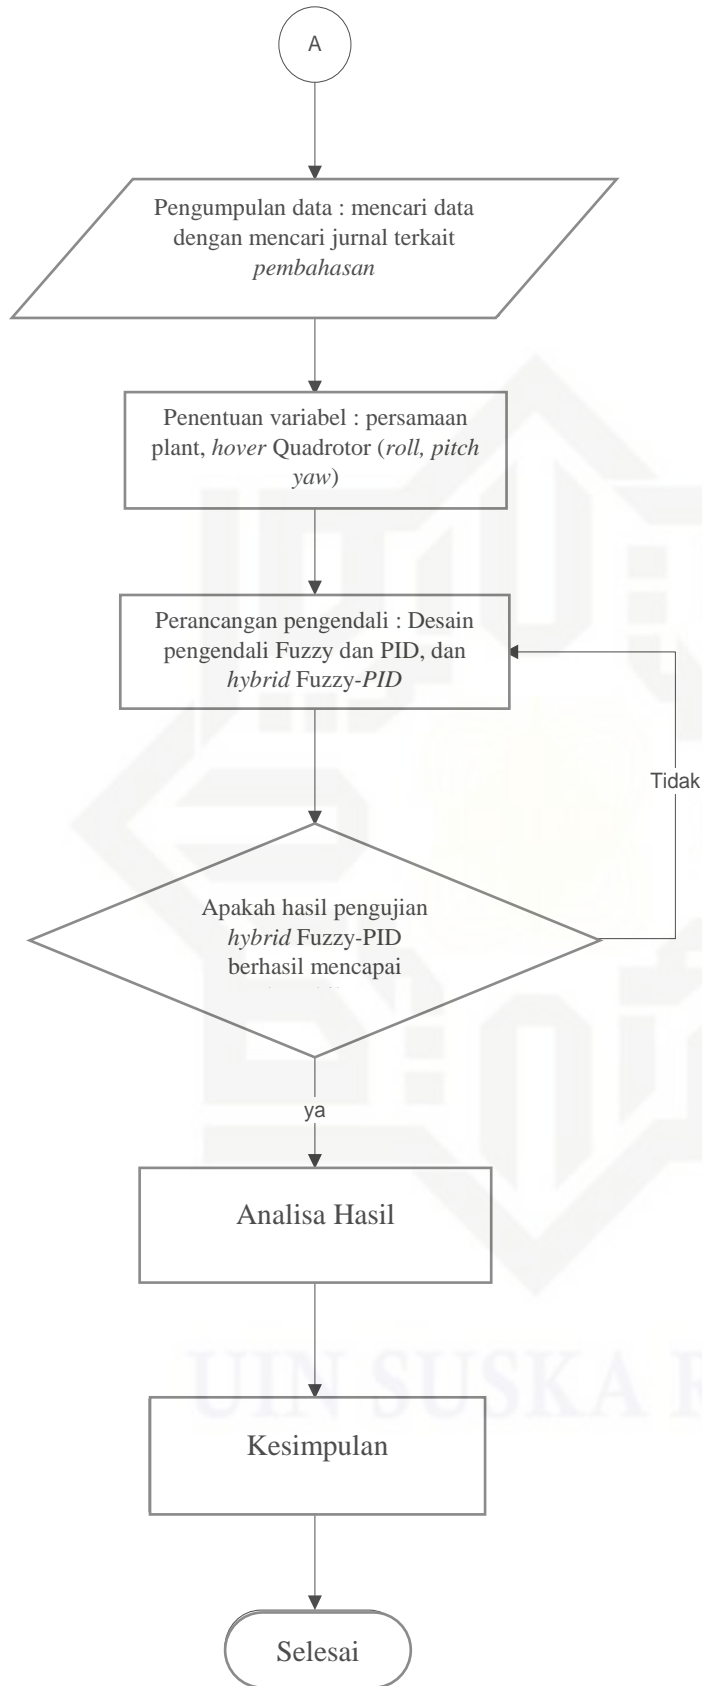 A
Pengumpulan data : mencari data
dengan mencari jurnal terkait
pembahasan
Penentuan variabel : persamaan
plant, hover Quadrotor (roll, pitch
yaw)
Perancangan pengendali : Desain
pengendali Fuzzy dan PID, dan
hybrid Fuzzy-PID
Tidak
Apakah hasil pengujian
hybrid Fuzzy-PID
berhasil mencapai
ya
Analisa Hasil
UIN SUSKA R
Kesimpulan
Selesai